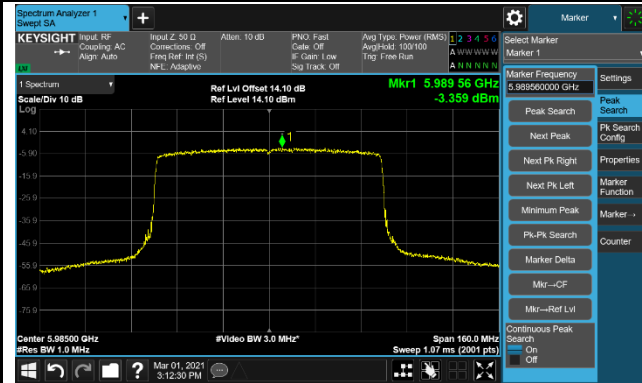 Spectrum Analyzer 1
Swept SA
+
Marker
KEYSIGHT
Input: RF
Coupling: AC
Align: Auto
Input Z: 50 Ω
Corrections: Off
Freq Ref: Int (S)
NFE: Adaptive
Atten: 10 dB
PNO: Fast
Gate: Off
IF Gain: Low
Sig Track: Off
Avg Type: Power (RMS)
Avg|Hold: 100/100
Trig: Free Run
1 2 3 4 5 6
A W W W W W
A N N N N N
Select Marker
Marker 1
LXI
1 Spectrum
Scale/Div 10 dB
Log
Ref Lvl Offset 14.10 dB
Ref Level 14.10 dBm
Mkr1 5.989 56 GHz
-3.359 dBm
4.10
-5.90
-15.9
-25.9
-35.9
-45.9
-55.9
-65.9
-75.9
1
Center 5.98500 GHz
#Res BW 1.0 MHz
#Video BW 3.0 MHz*
Span 160.0 MHz
Sweep 1.07 ms (2001 pts)
Marker Frequency
5.989560000 GHz
Peak Search
Next Peak
Next Pk Right
Next Pk Left
Minimum Peak
Pk-Pk Search
Marker Delta
Mkr→CF
Mkr→Ref Lvl
Continuous Peak
Search
On
Off
Settings
Peak
Search
Pk Search
Config
Properties
Marker
Function
Marker→
Counter
?
Mar 01, 2021
3:12:30 PM